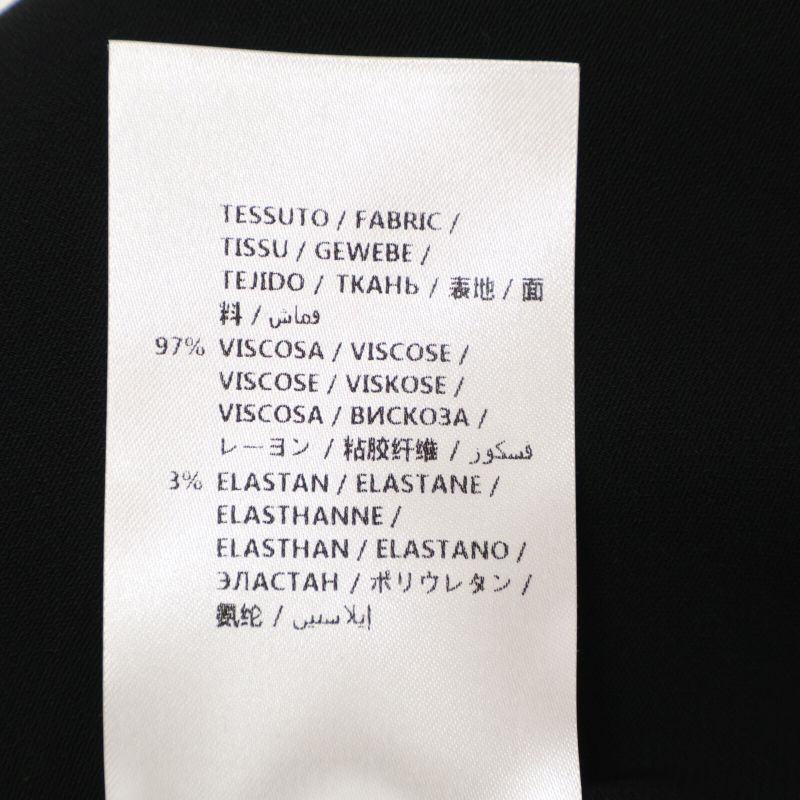 TESSUTO / FABRIC /
TISSU / GEWEBE /
TEJIDO / ТКАНЬ / 表地 / 面
料 / قماش
97% VISCOSA / VISCOSE /
VISCOSE / VISKOSE /
VISCOSA / ВИСКОЗА /
レーヨン / 粘胶纤维 / فسكور
3% ELASTAN / ELASTANE /
ELASTHANNE /
ELASTHAN / ELASTANO /
ЭЛАСТАН / ポリウレタン /
氨纶 / إيلاستين